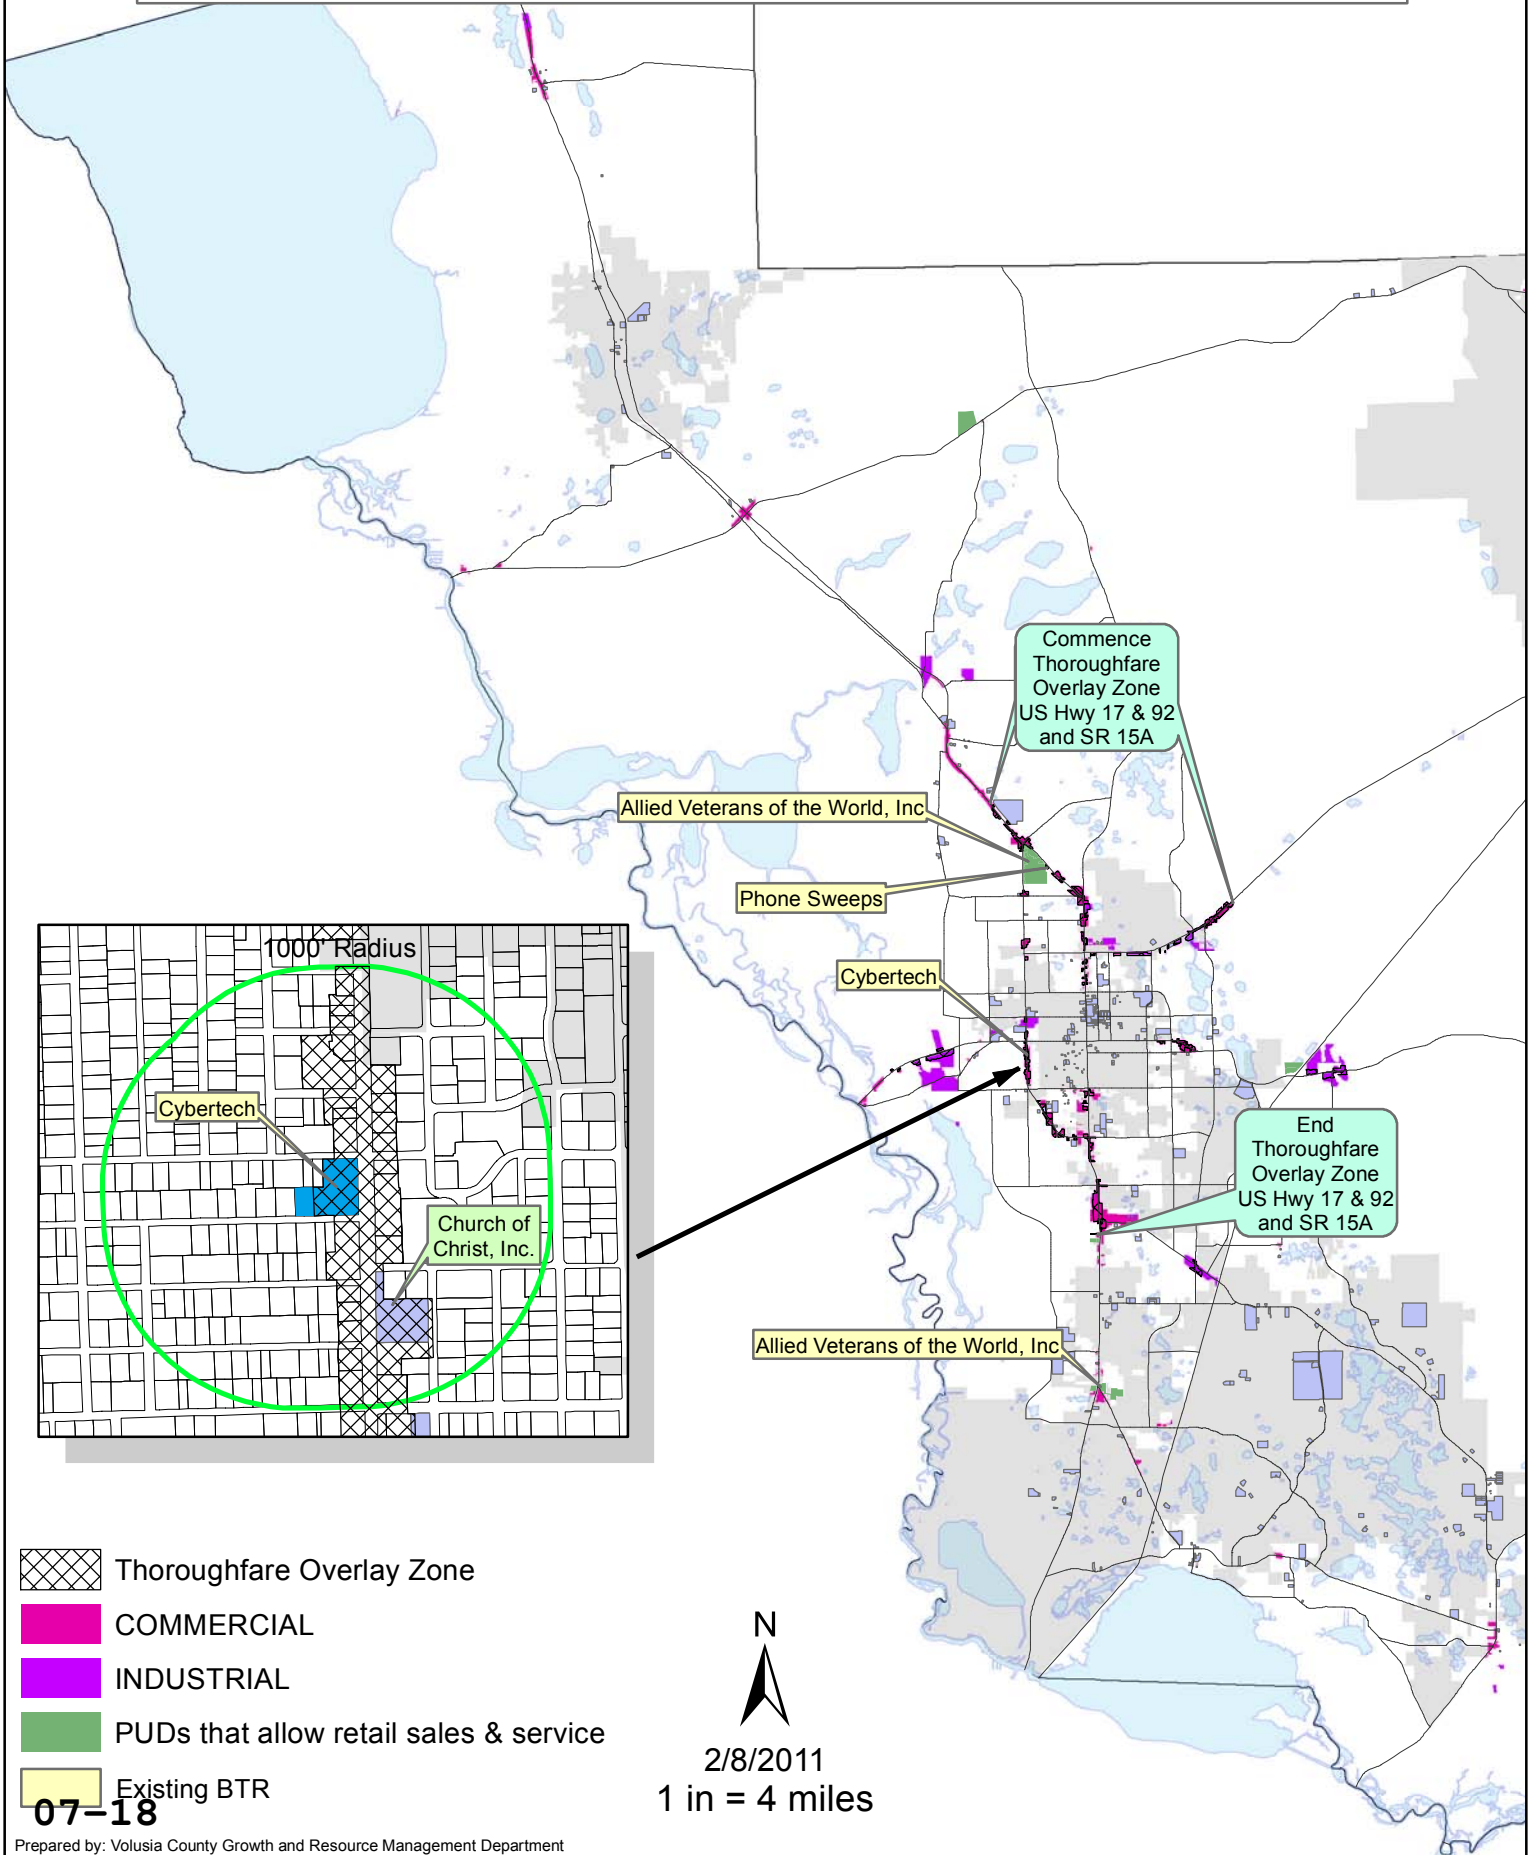 Commence
Thoroughfare
Overlay Zone
US Hwy 17 & 92
and SR 15A
Allied Veterans of the World, Inc
Phone Sweeps
Cybertech
1000' Radius
Cybertech
Church of
Christ, Inc.
End
Thoroughfare
Overlay Zone
US Hwy 17 & 92
and SR 15A
Allied Veterans of the World, Inc
Thoroughfare Overlay Zone
COMMERCIAL
INDUSTRIAL
PUDs that allow retail sales & service
Existing BTR
07-18
N
2/8/2011
1 in = 4 miles
Prepared by: Volusia County Growth and Resource Management Department